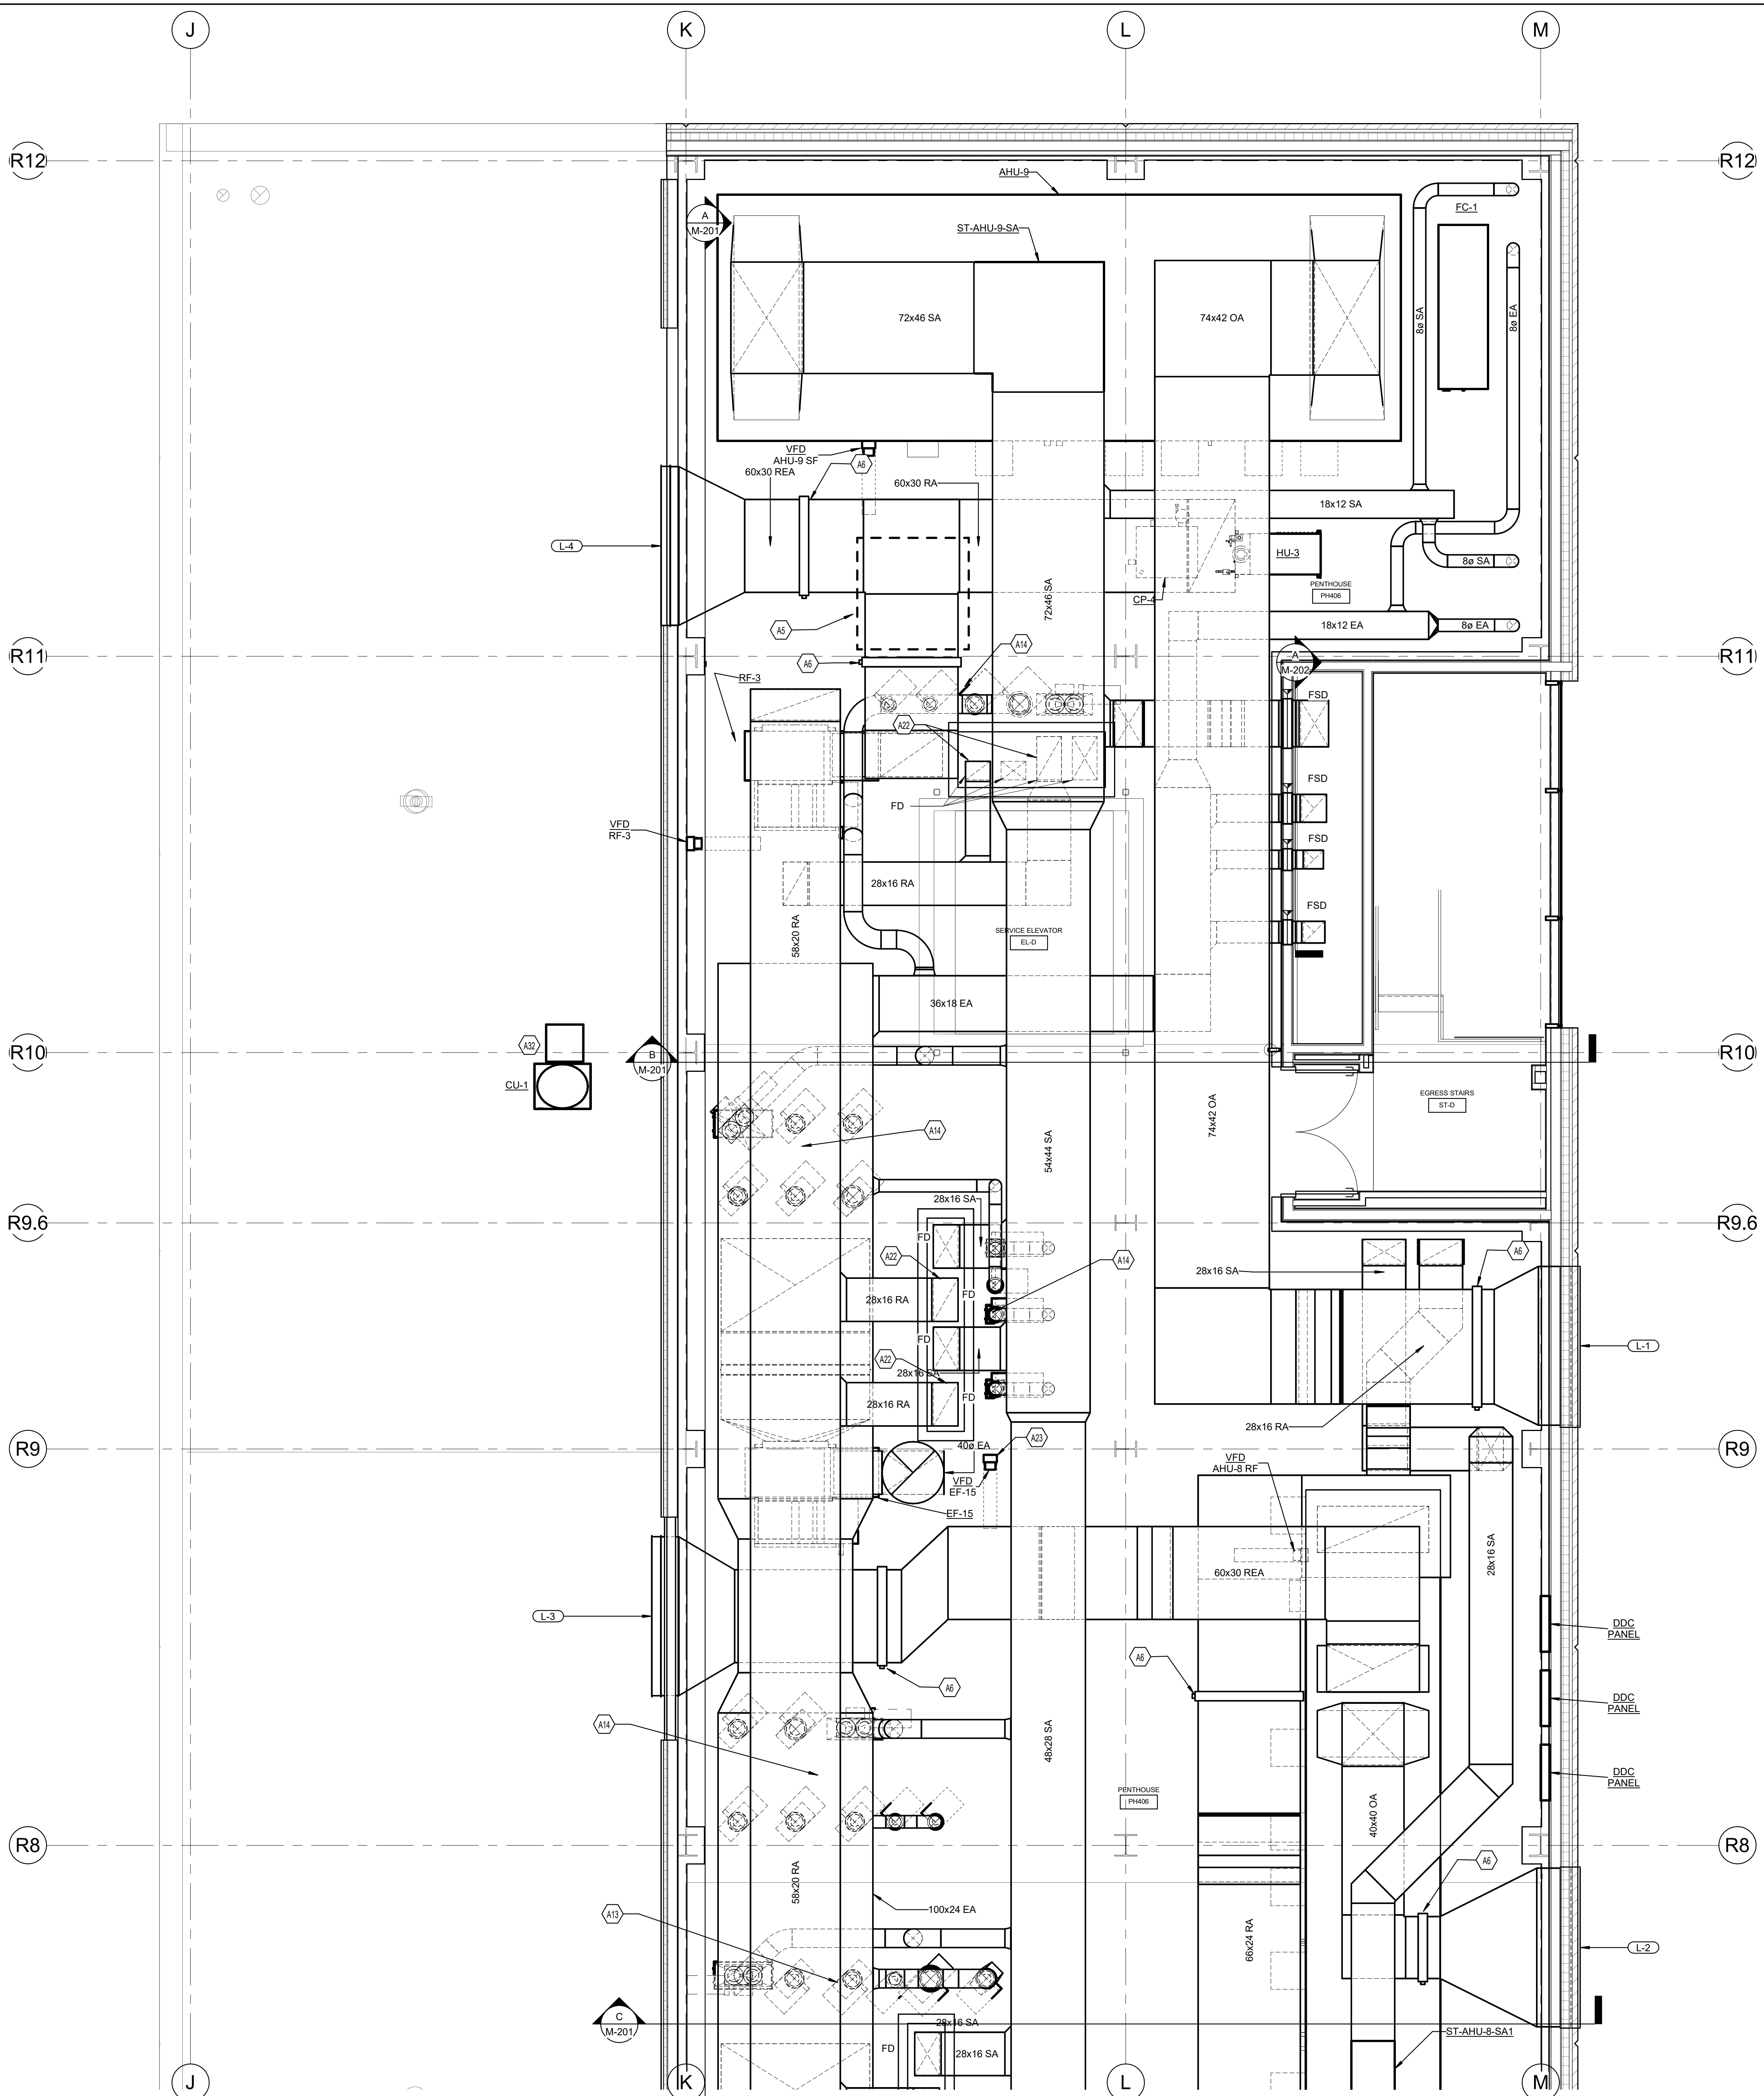 J
K
L
M
R12
R12
AHU-9
A
M-201
FC-1
ST-AHU-9-SA
72x46 SA
74x42 OA
8ø SA
8ø EA
VFD
AHU-9 SF
60x30 REA
A6
60x30 RA
18x12 SA
L-4
HU-3
8ø SA
PENTHOUSE
PH406
CP-4
72x46 SA
A5
18x12 EA
8ø EA
R11
A6
A14
A
M-202
R11
RF-3
FSD
A22
FSD
FD
VFD
RF-3
FSD
28x16 RA
FSD
58x20 RA
SERVICE ELEVATOR
EL-D
36x18 EA
R10
A32
B
M-201
R10
CU-1
EGRESS STAIRS
ST-D
A14
74x42 OA
54x44 SA
28x16 SA
R9.6
R9.6
FD
A22
A14
A6
28x16 SA
28x16 RA
FD
FD
L-1
A22
28x16 SA
28x16 RA
FD
28x16 RA
R9
40ø EA
A23
R9
VFD
AHU-8 RF
VFD
EF-15
EF-15
28x16 SA
60x30 REA
L-3
DDC
PANEL
A6
A6
DDC
PANEL
A14
48x28 SA
DDC
PANEL
PENTHOUSE
PH406
40x40 OA
R8
R8
A6
58x20 RA
100x24 EA
A13
66x24 RA
L-2
C
M-201
28x16 SA
ST-AHU-8-SA1
FD
28x16 SA
J
K
L
M